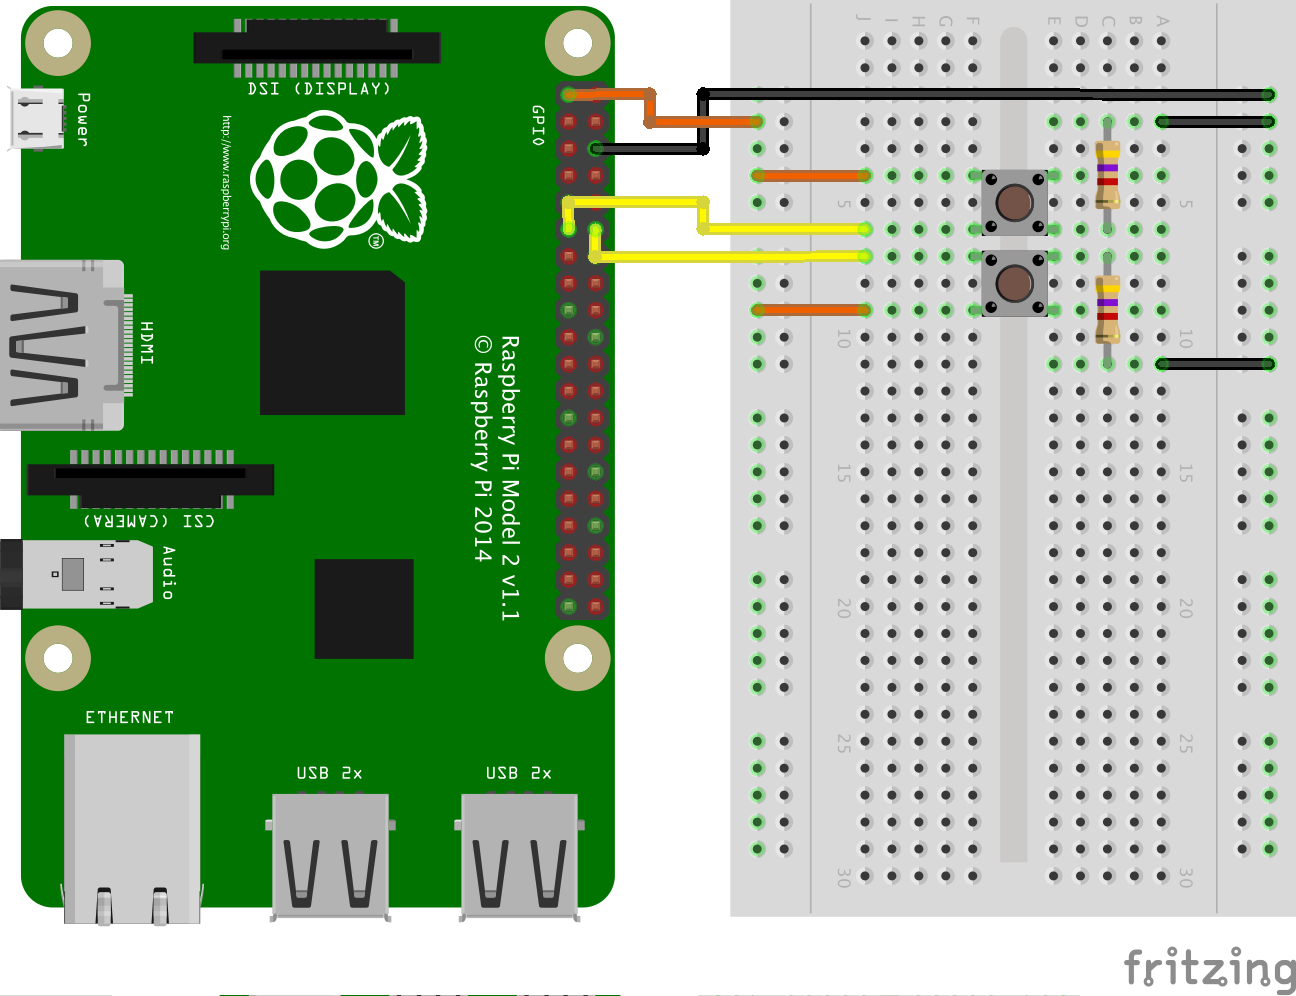 DSI (DISPLAY)
Power
http://www.raspberrypi.org
TM
GPIO
HDMI
Raspberry Pi Model 2 v1.1
© Raspberry Pi 2014
CSI (CAMERA)
Audio
ETHERNET
USB 2x
USB 2x
J I H G F E D C B A
5 5
10
15 15
20 20
25 25
30 30
fritzing